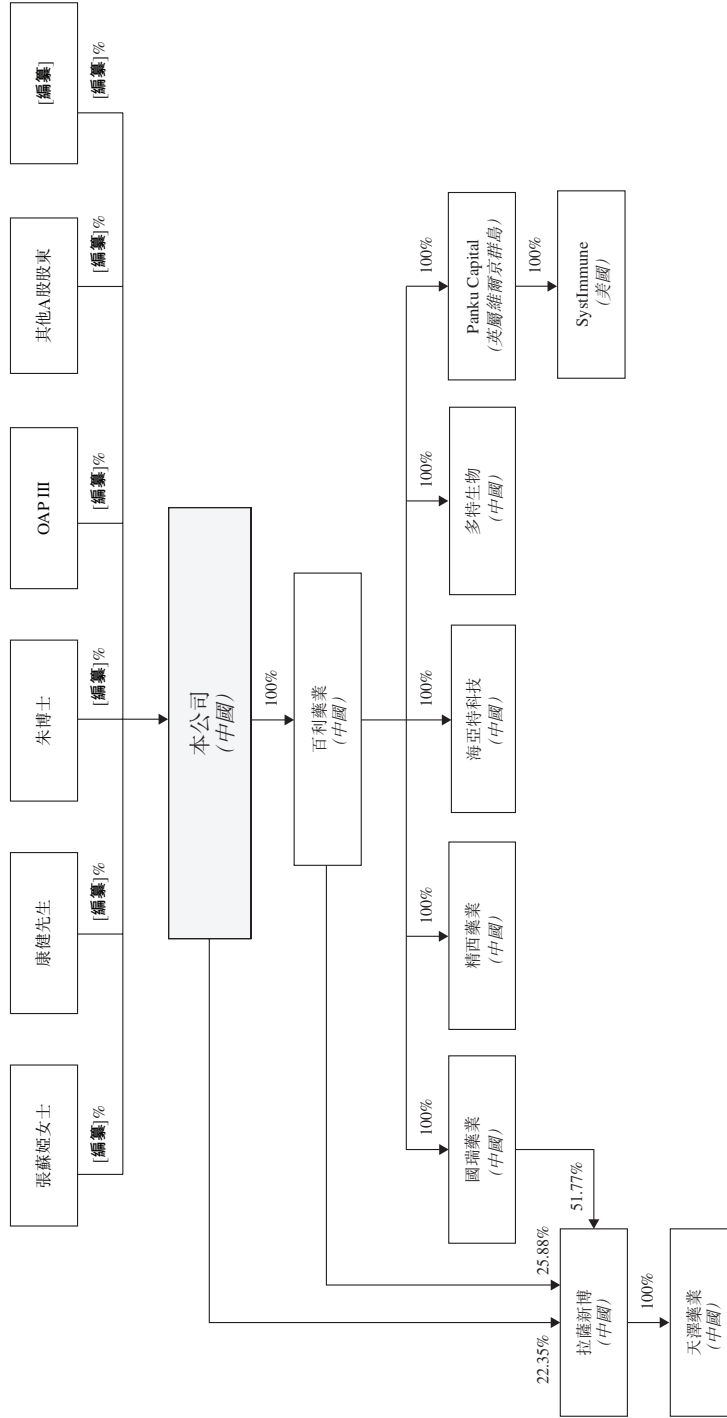 張蘇婭女士
康健先生
朱博士
OAP III
其他A股股東
[編纂]
[編纂]%
[編纂]%
[編纂]%
[編纂]%
[編纂]%
[編纂]%
本公司
(中國)
100%
百利藥業
(中國)
100%
100%
100%
100%
100%
國瑞藥業
(中國)
精西藥業
(中國)
海亞特科技
(中國)
多特生物
(中國)
Panku Capital
(英屬維爾京群島)
22.35%
25.88%
51.77%
100%
拉薩新博
(中國)
SystImmune
(美國)
100%
天澤藥業
(中國)